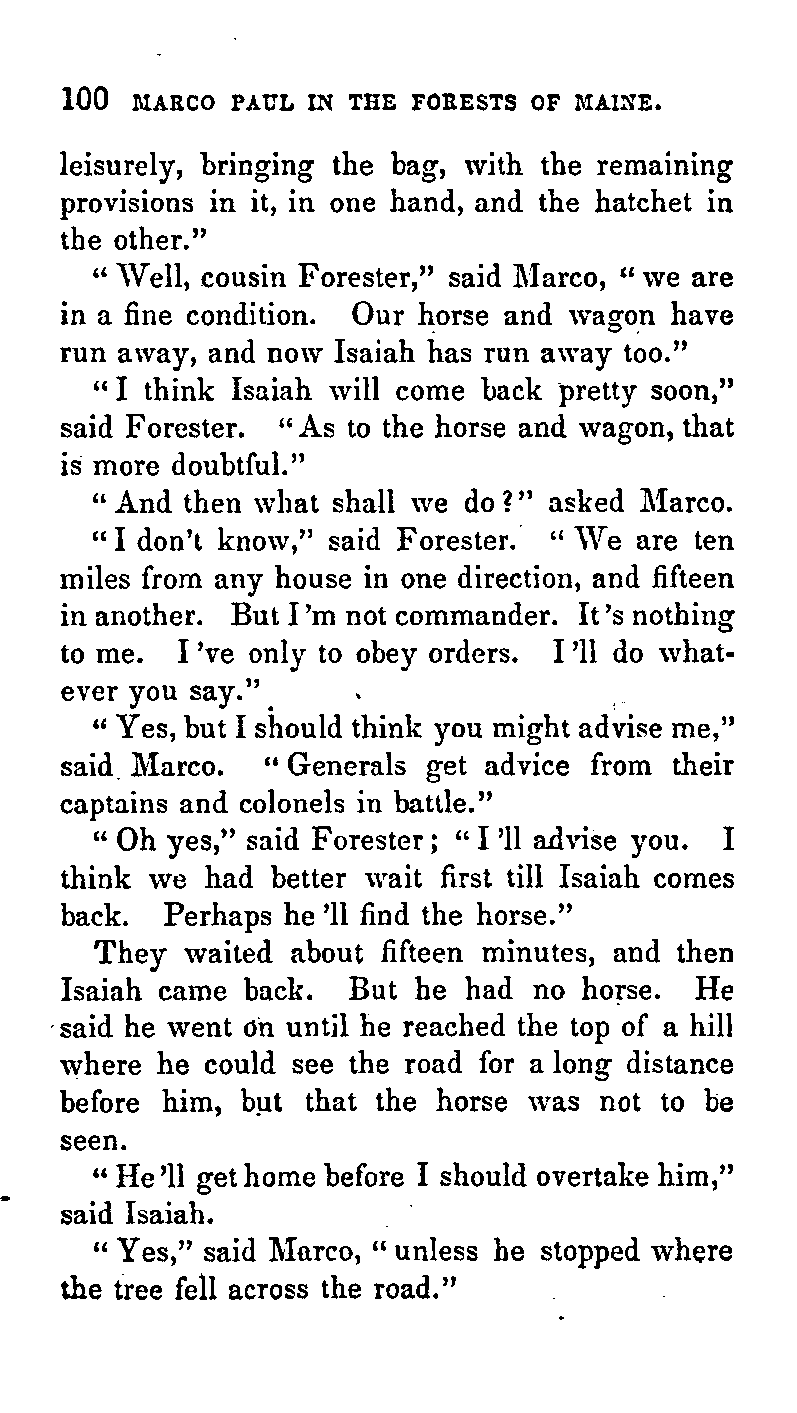 100 MARCO PAUL IN THE FORESTS OF MAINE.
leisurely, bringing the bag, with the remaining
provisions in it, in one hand, and the hatchet in
the other.”
“ Well, cousin Forester,” said Marco, “ we are
in a fine condition. Our horse and wagon have
run away, and now Isaiah has run away too.”
“ I think Isaiah will come back pretty soon,”
said Forester. “ As to the horse and wagon, that
is more doubtful.”
“ And then what shall we do ?” asked Marco.
“ I don’t know,” said Forester. “ We are ten
miles from any house in one direction, and fifteen
in another. But I ’m not commander. It ’s nothing
to me. I ’ve only to obey orders. I ’ll do what-
ever you say.”
“ Yes, but I should think you might advise me,”
said Marco. “ Generals get advice from their
captains and colonels in battle.”
“ Oh yes,” said Forester ; “ I ’ll advise you. I
think we had better wait first till Isaiah comes
back. Perhaps he ’ll find the horse.”
They waited about fifteen minutes, and then
Isaiah came back. But he had no horse. He
said he went on until he reached the top of a hill
where he could see the road for a long distance
before him, but that the horse was not to be
seen.
“ He ’ll get home before I should overtake him,”
said Isaiah.
“ Yes,” said Marco, “ unless he stopped where
the tree fell across the road.”